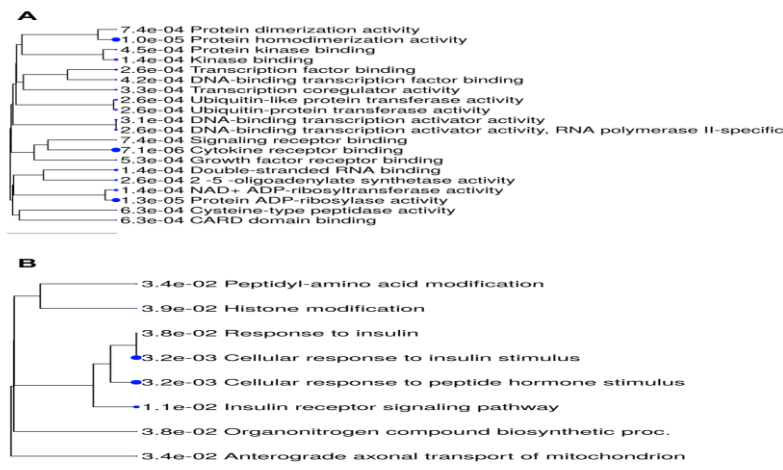 A
7.4e-04 Protein dimerization activity
1.0e-05 Protein homodimerization activity
4.5e-04 Protein kinase binding
1.4e-04 Kinase binding
2.6e-04 Transcription factor binding
4.2e-04 DNA-binding transcription factor binding
3.3e-04 Transcription coregulator activity
2.6e-04 Ubiquitin-like protein transferase activity
2.6e-04 Ubiquitin-protein transferase activity
3.1e-04 DNA-binding transcription activator activity
2.6e-04 DNA-binding transcription activator activity, RNA polymerase II-specific
7.4e-04 Signaling receptor binding
7.1e-06 Cytokine receptor binding
5.3e-04 Growth factor receptor binding
1.4e-04 Double-stranded RNA binding
2.6e-04 2 -5 -oligoadenylate synthetase activity
1.4e-04 NAD+ ADP-ribosyltransferase activity
1.3e-05 Protein ADP-ribosylase activity
6.3e-04 Cysteine-type peptidase activity
6.3e-04 CARD domain binding
B
3.4e-02 Peptidyl-amino acid modification
3.9e-02 Histone modification
3.8e-02 Response to insulin
3.2e-03 Cellular response to insulin stimulus
3.2e-03 Cellular response to peptide hormone stimulus
1.1e-02 Insulin receptor signaling pathway
3.8e-02 Organonitrogen compound biosynthetic proc.
3.4e-02 Anterograde axonal transport of mitochondrion